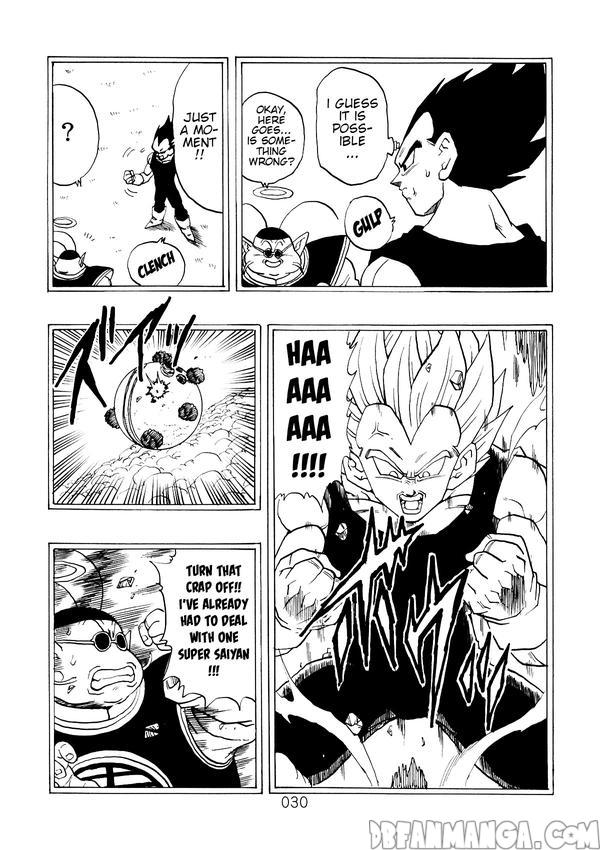 I GUESS
IT IS
POSS-
IBLE
...
OKAY,
HERE
GOES...
IS SOME-
THING
WRONG?
GULP
JUST
A MO-
MENT
!!
?
CLENCH
HAA
AAA
AAA
!!!!
TURN THAT
CRAP OFF!!
I'VE ALREADY
HAD TO DEAL
WITH ONE
SUPER SAIYAN
!!!
030
DBFANMANGA.COM